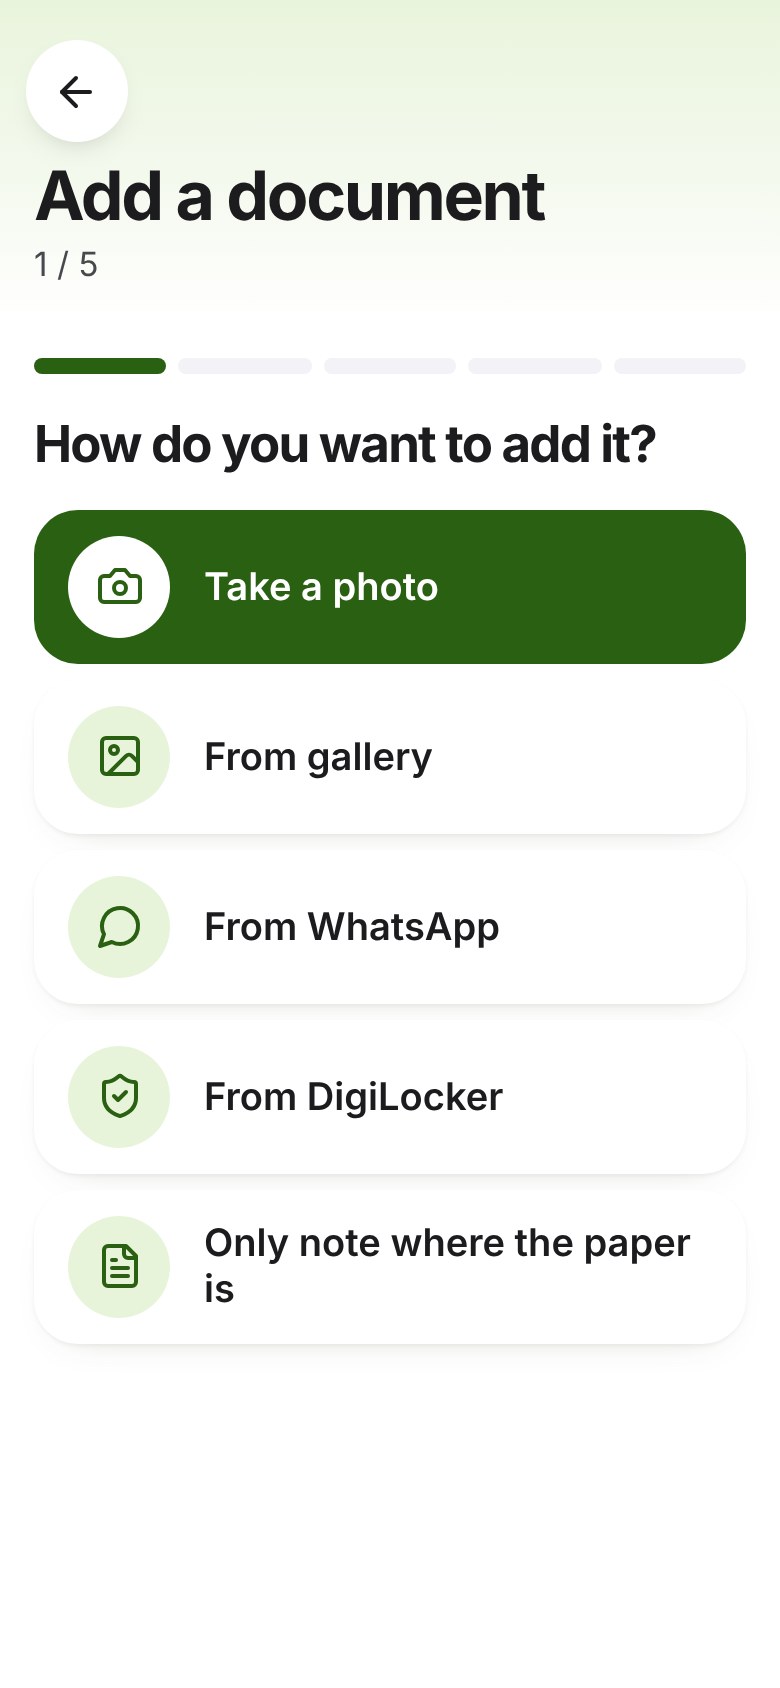 Add a document
1 / 5
How do you want to add it?
Take a photo
From gallery
From WhatsApp
From DigiLocker
Only note where the paper
is